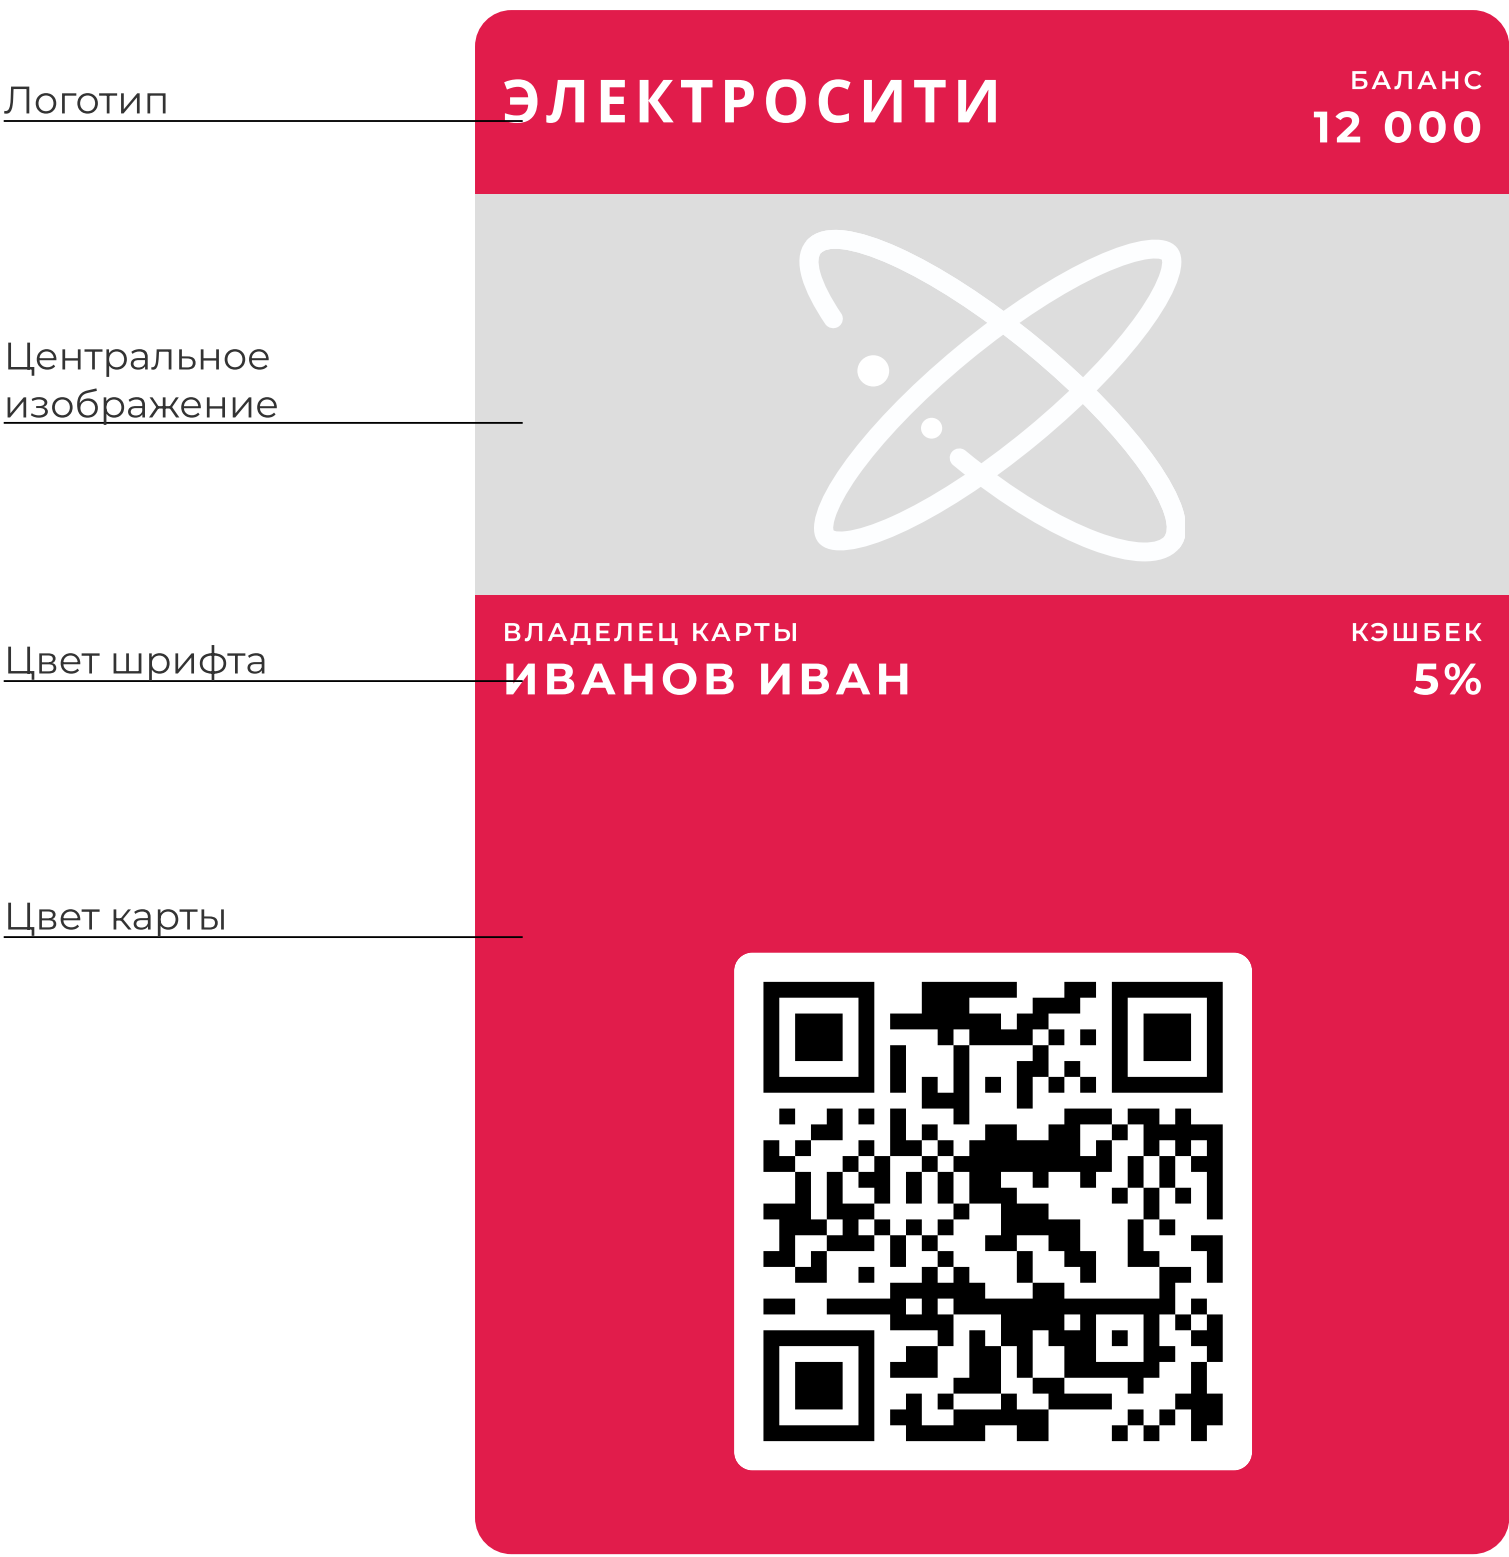 Логотип
ЭЛЕКТРОСИТИ
БАЛАНС
12 000
Центральное
изображение
ВЛАДЕЛЕЦ КАРТЫ
КЭШБЕК
Цвет шрифта
ИВАНОВ ИВАН
5%
Цвет карты